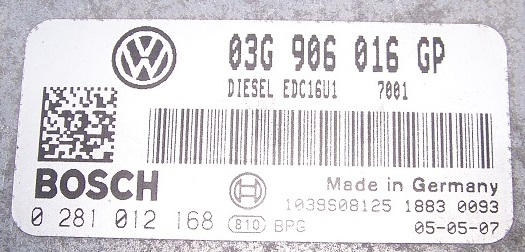 03G 906 016 GP
DIESEL EDC16U1 7001
BOSCH
Made in Germany
1039S08125 1883 0093
0 281 012 168 810 BPG 05-05-07